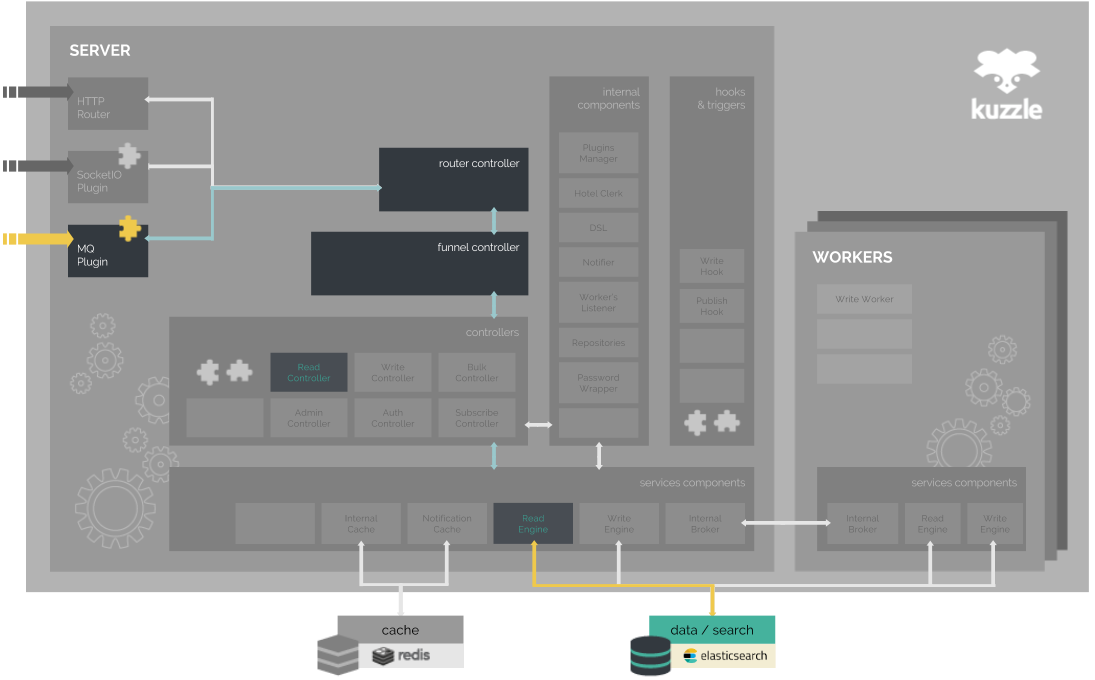 SERVER
HTTP
Router
SocketIO
Plugin
MQ
Plugin
router controller
funnel controller
controllers
Read
Controller
Write
Controller
Bulk
Controller
Admin
Controller
Auth
Controller
Subscribe
Controller
internal
components
Plugins
Manager
Hotel Clerk
DSL
Notifier
Worker's
Listener
Repositories
Password
Wrapper
hooks
& triggers
Write
Hook
Publish
Hook
services components
Internal
Cache
Notification
Cache
Read
Engine
Write
Engine
Internal
Broker
kuzzle
WORKERS
Write Worker
services components
Internal
Broker
Read
Engine
Write
Engine
cache
redis
data / search
elasticsearch